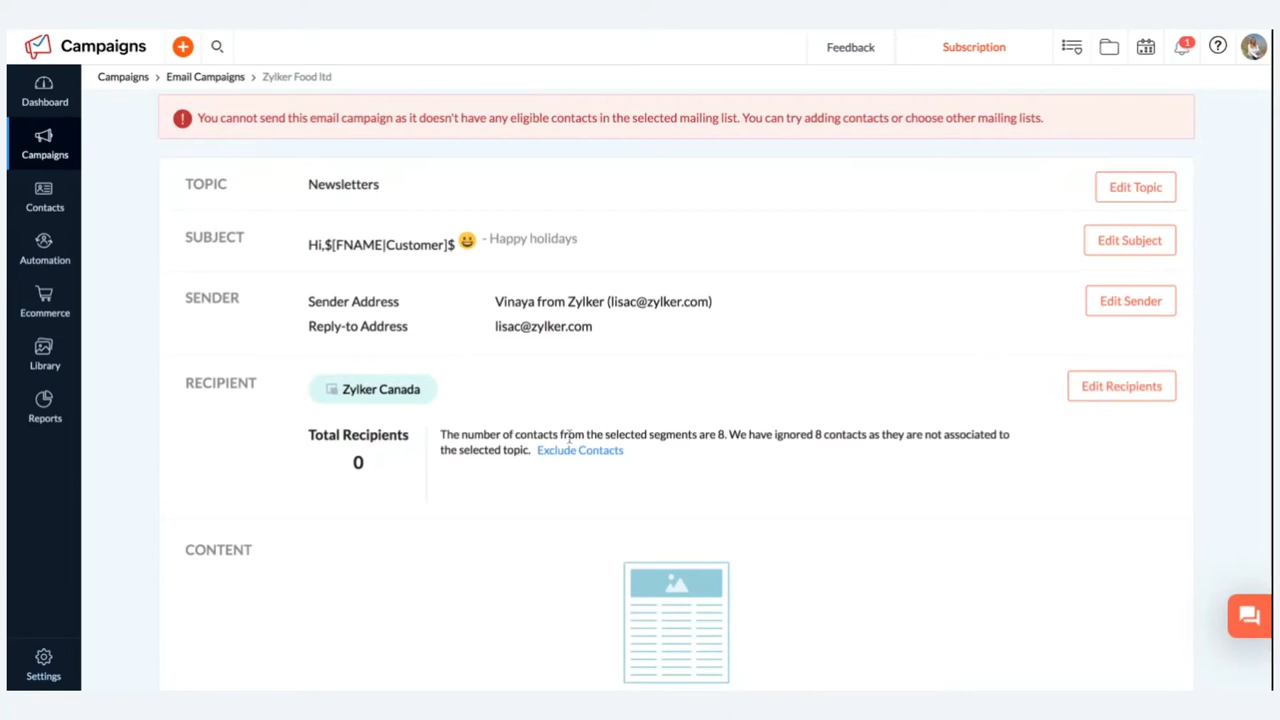 Campaigns
Feedback
Subscription
1
Campaigns > Email Campaigns > Zylker Food ltd
Dashboard
Campaigns
Contacts
Automation
Ecommerce
Library
Reports
Settings
You cannot send this email campaign as it doesn't have any eligible contacts in the selected mailing list. You can try adding contacts or choose other mailing lists.
TOPIC Newsletters Edit Topic
SUBJECT Hi,$[FNAME|Customer]$ 😀 - Happy holidays Edit Subject
SENDER Sender Address Vinaya from Zylker (lisac@zylker.com) Edit Sender
Reply-to Address lisac@zylker.com
RECIPIENT Zylker Canada Edit Recipients
Total Recipients
0
The number of contacts from the selected segments are 8. We have ignored 8 contacts as they are not associated to
the selected topic. Exclude Contacts
CONTENT